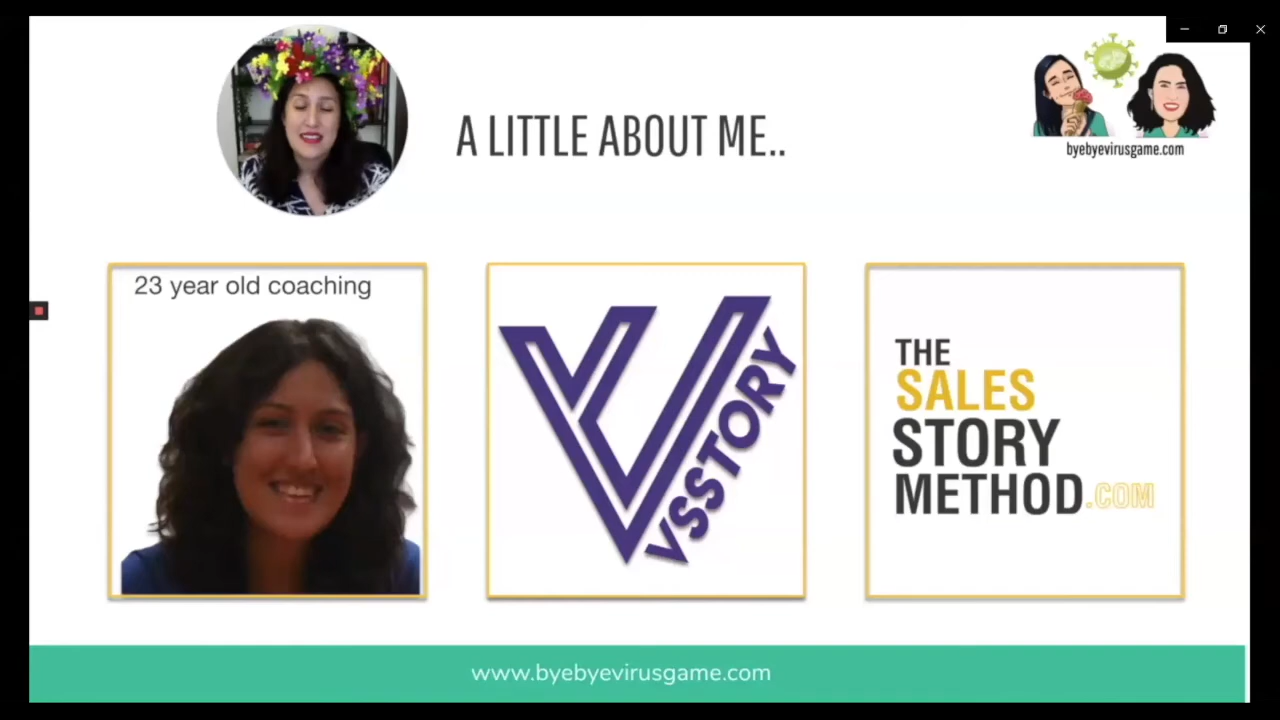 A LITTLE ABOUT ME..
byebyevirusgame.com
23 year old coaching
VSSTORY
THE
SALES
STORY
METHOD.COM
www.byebyevirusgame.com